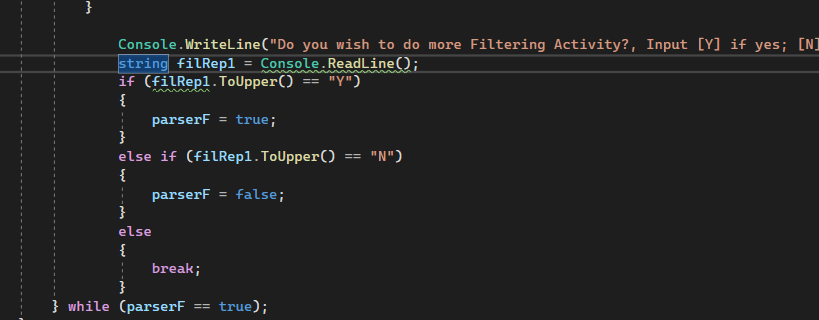 }
Console.WriteLine("Do you wish to do more Filtering Activity?, Input [Y] if yes; [N]
string filRep1 = Console.ReadLine();
if (filRep1.ToUpper() == "Y")
{
parserF = true;
}
else if (filRep1.ToUpper() == "N")
{
parserF = false;
}
else
{
break;
}
} while (parserF == true);